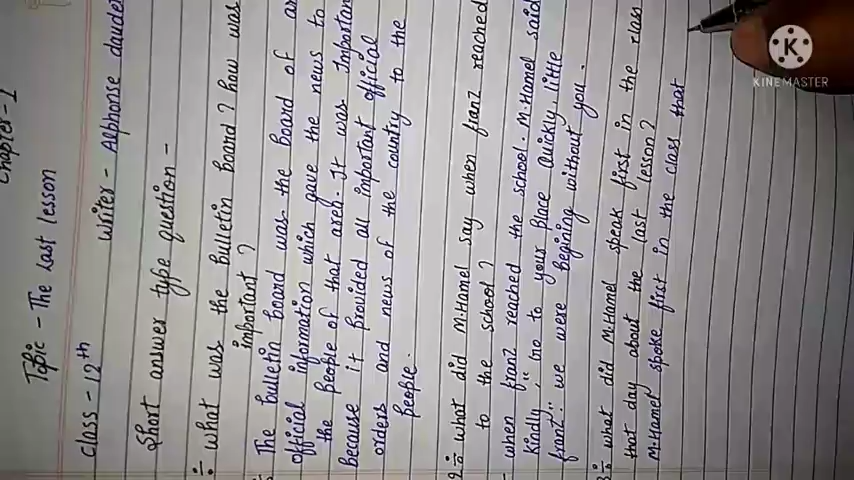 Chapter-1
Topic - The Last lesson
class - 12th
writer - Alphonse daudet
Short answer type question -
what was the bulletin board? how was
important?
The bulletin board was the board of an
official information which gave the news to
the people of that area. It was Important
because it provided all important official
orders and news of the country to the
people.
what did M.Hamel say when franz reached
to the school?
when franz reached the school. M.Hamel said
kindly, "Go to your place Quickly, little
franz." we were begining without you.
what did M.Hamel speak first in the class
that day about the last lesson?
M.Hamel spoke first in the class that
KINEMASTER